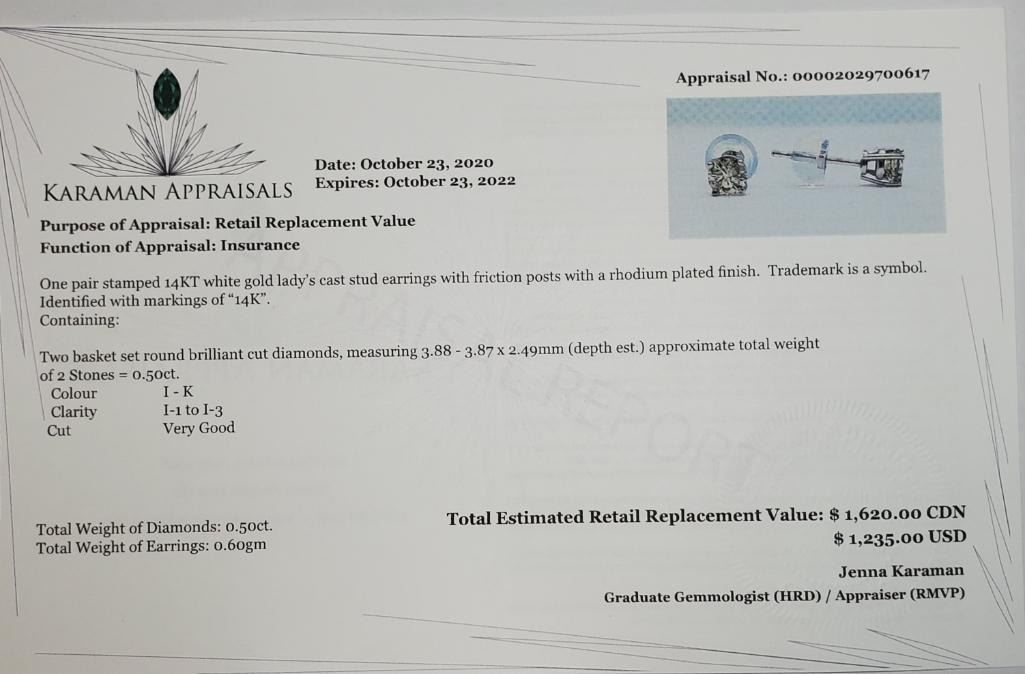 Appraisal No.: 00002029700617
KARAMAN APPRAISALS
Date: October 23, 2020
Expires: October 23, 2022
Purpose of Appraisal: Retail Replacement Value
Function of Appraisal: Insurance
One pair stamped 14KT white gold lady's cast stud earrings with friction posts with a rhodium plated finish. Trademark is a symbol.
Identified with markings of "14K".
Containing:
Two basket set round brilliant cut diamonds, measuring 3.88 - 3.87 x 2.49mm (depth est.) approximate total weight
of 2 Stones = 0.50ct.
Colour I - K
Clarity I-1 to I-3
Cut Very Good
Total Weight of Diamonds: 0.50ct.
Total Weight of Earrings: 0.60gm
Total Estimated Retail Replacement Value: $ 1,620.00 CDN
$ 1,235.00 USD
Jenna Karaman
Graduate Gemmologist (HRD) / Appraiser (RMVP)
APPRAISAL REPORT